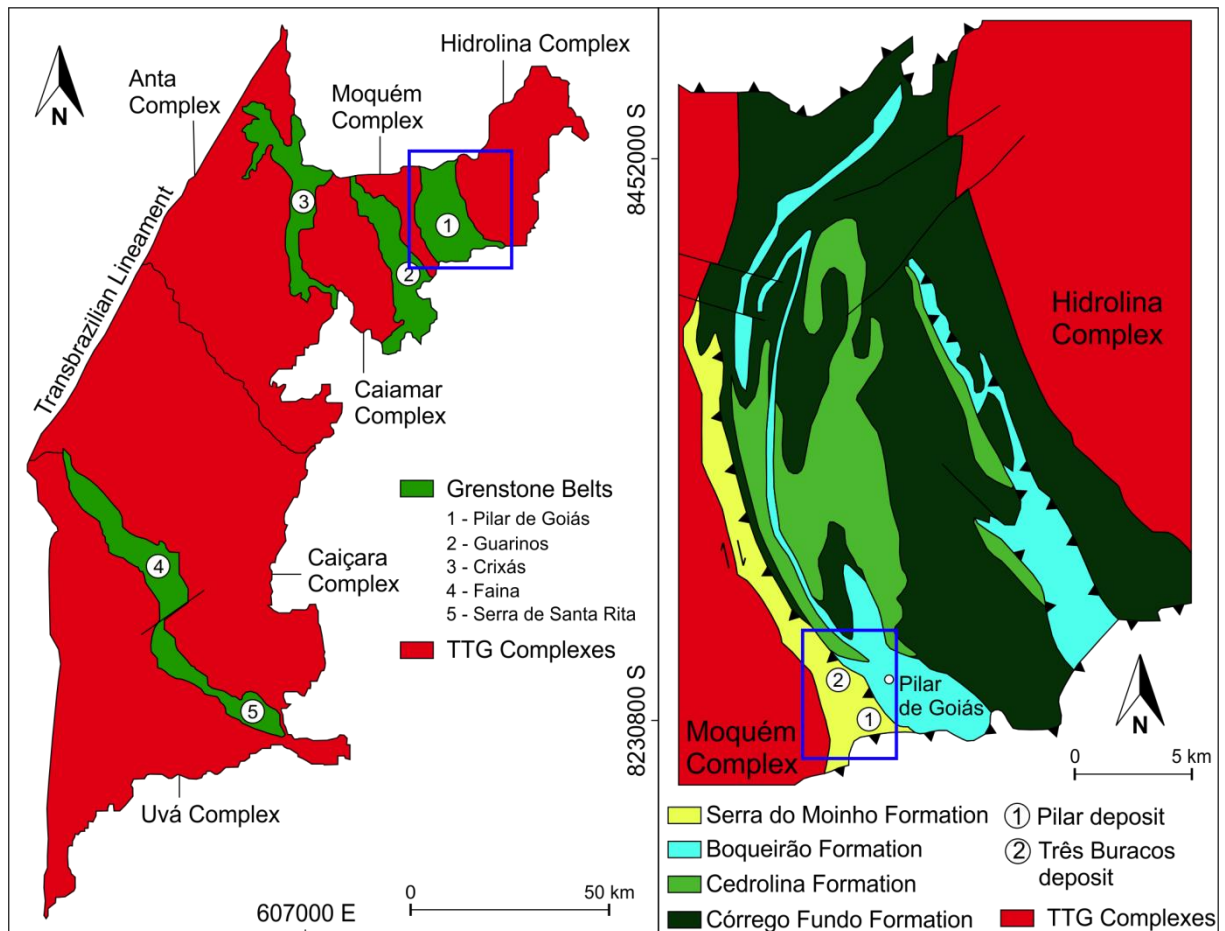 Hidrolina
Complex
Anta
Complex
Moquém
Complex
N
Transbrazilian Lineament
3
1
2
Caiamar
Complex
Grenstone Belts
1 - Pilar de Goiás
2 - Guarinos
3 - Crixás
4 - Faina
5 - Serra de Santa Rita
TTG Complexes
4
Caiçara
Complex
5
Uvá Complex
0 50 km
607000 E
8452000 S
8230800 S
Hidrolina
Complex
2
1
Pilar
de Goiás
Moquém
Complex
N
0 5 km
Serra do Moinho Formation
Boqueirão Formation
Cedrolina Formation
Córrego Fundo Formation
1 Pilar deposit
2 Três Buracos
deposit
TTG Complexes